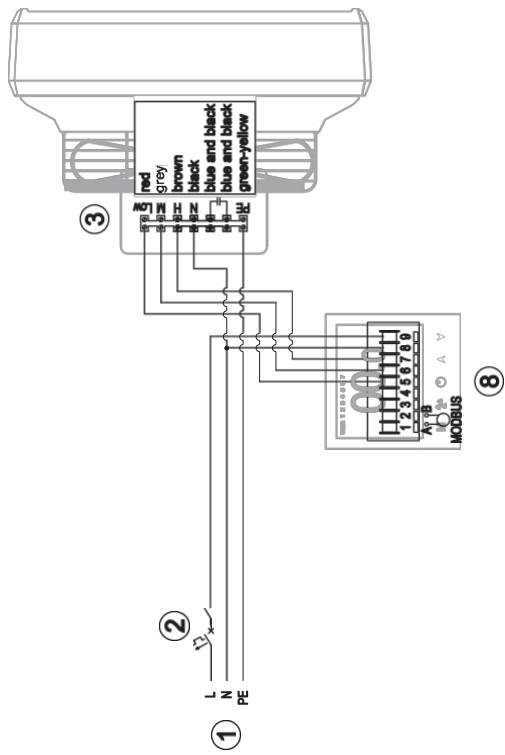 red
grey
brown
black
blue and black
blue and black
green-yellow
LOW
M
H
N
PE
3
1 2 3 4 5 6 7 8 9
A B
MODBUS
8
2
L
N
PE
1